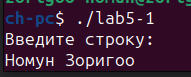 ch-pc$ ./lab5-1
Введите строку:
Номун Зоригоо